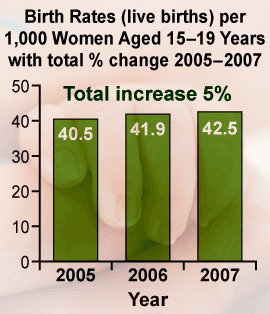 Birth Rates (live births) per
1,000 Women Aged 15–19 Years
with total % change 2005–2007
50
Total increase 5%
40
40.5
41.9
42.5
30
20
10
0
2005
2006
2007
Year